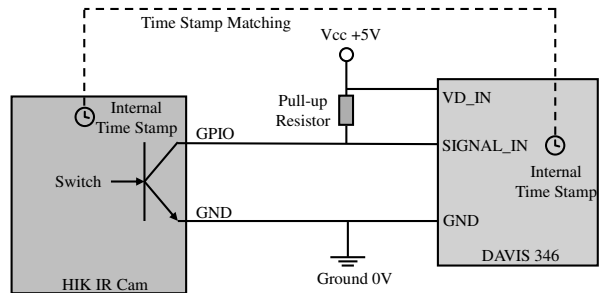 Time Stamp Matching
Vcc +5V
Internal
Time Stamp
Pull-up
Resistor
VD_IN
GPIO
SIGNAL_IN
Switch
Internal
Time Stamp
GND
GND
DAVIS 346
Ground 0V
HIK IR Cam